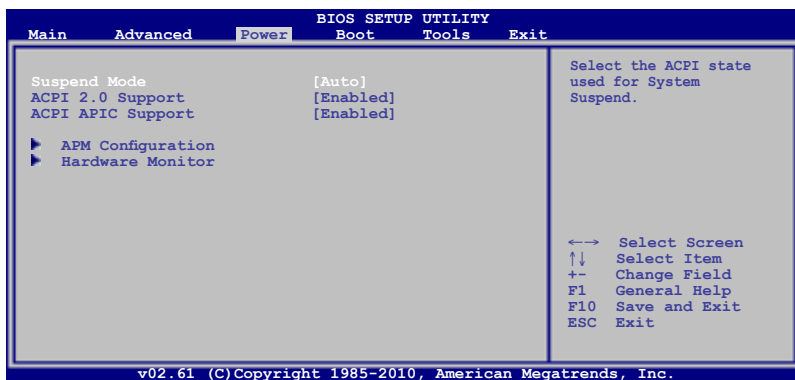 BIOS SETUP UTILITY
Main Advanced Power Boot Tools Exit
Suspend Mode [Auto]
ACPI 2.0 Support [Enabled]
ACPI APIC Support [Enabled]
APM Configuration
Hardware Monitor
Select the ACPI state
used for System
Suspend.
←→ Select Screen
↑↓ Select Item
+- Change Field
F1 General Help
F10 Save and Exit
ESC Exit
v02.61 (C)Copyright 1985-2010, American Megatrends, Inc.